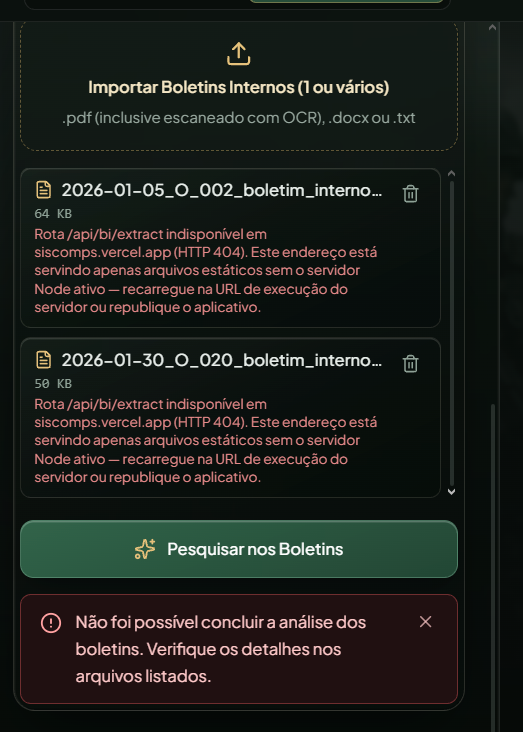 Importar Boletins Internos (1 ou vários)
.pdf (inclusive escaneado com OCR), .docx ou .txt
2026-01-05_O_002_boletim_interno...
64 KB
Rota /api/bi/extract indisponível em
siscomps.vercel.app (HTTP 404). Este endereço está
servindo apenas arquivos estáticos sem o servidor
Node ativo — recarregue na URL de execução do
servidor ou republique o aplicativo.
2026-01-30_O_020_boletim_interno...
50 KB
Rota /api/bi/extract indisponível em
siscomps.vercel.app (HTTP 404). Este endereço está
servindo apenas arquivos estáticos sem o servidor
Node ativo — recarregue na URL de execução do
servidor ou republique o aplicativo.
Pesquisar nos Boletins
Não foi possível concluir a análise dos
boletins. Verifique os detalhes nos
arquivos listados.